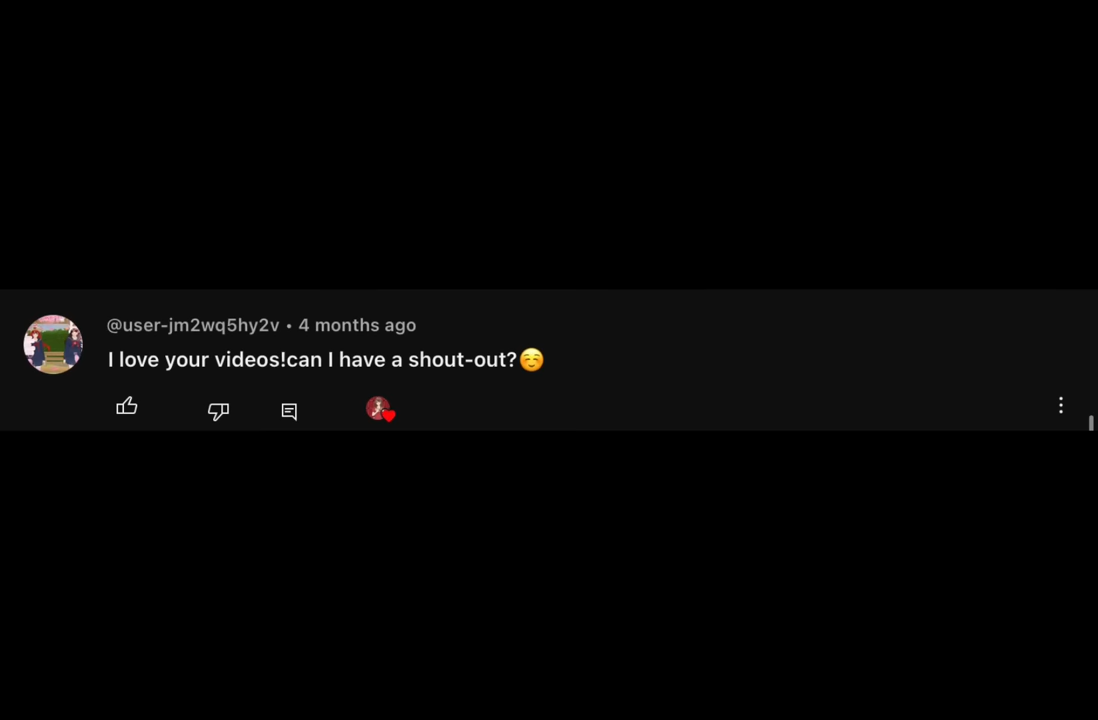 @user-jm2wq5hy2v • 4 months ago
I love your videos!can I have a shout-out?☺️